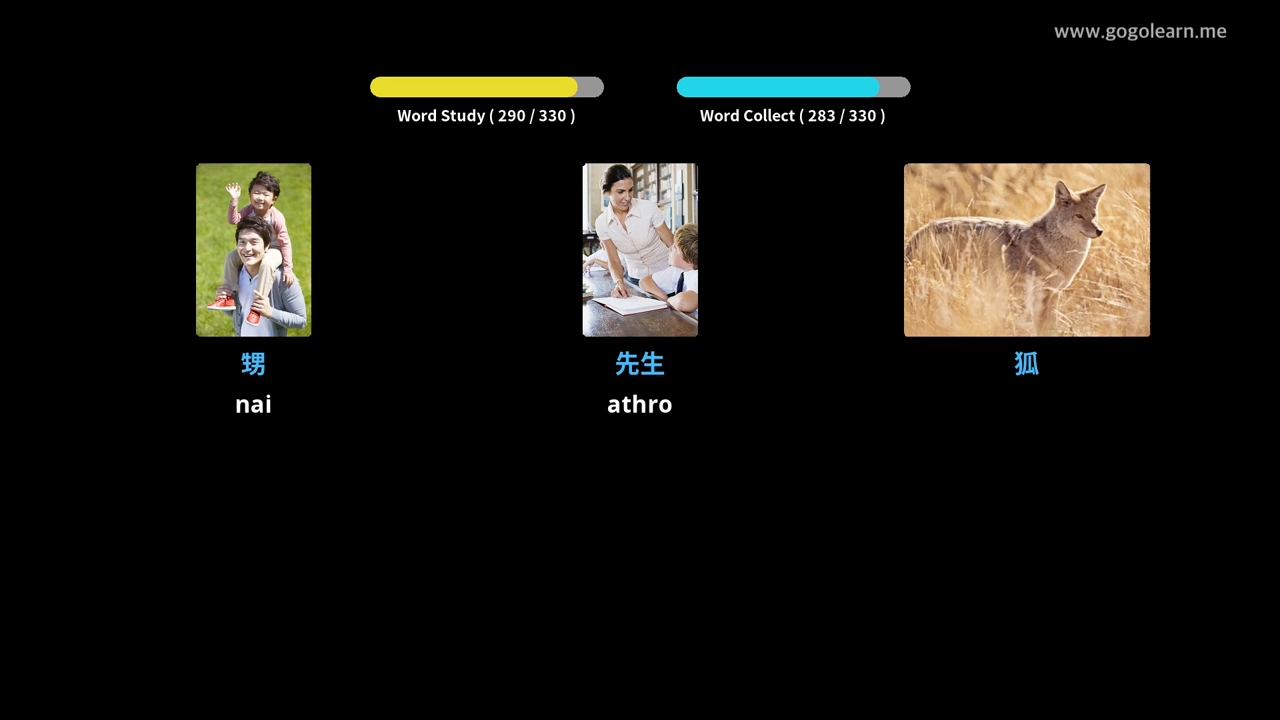 www.gogolearn.me
Word Study ( 290 / 330 )
Word Collect ( 283 / 330 )
甥
先生
狐
nai
athro